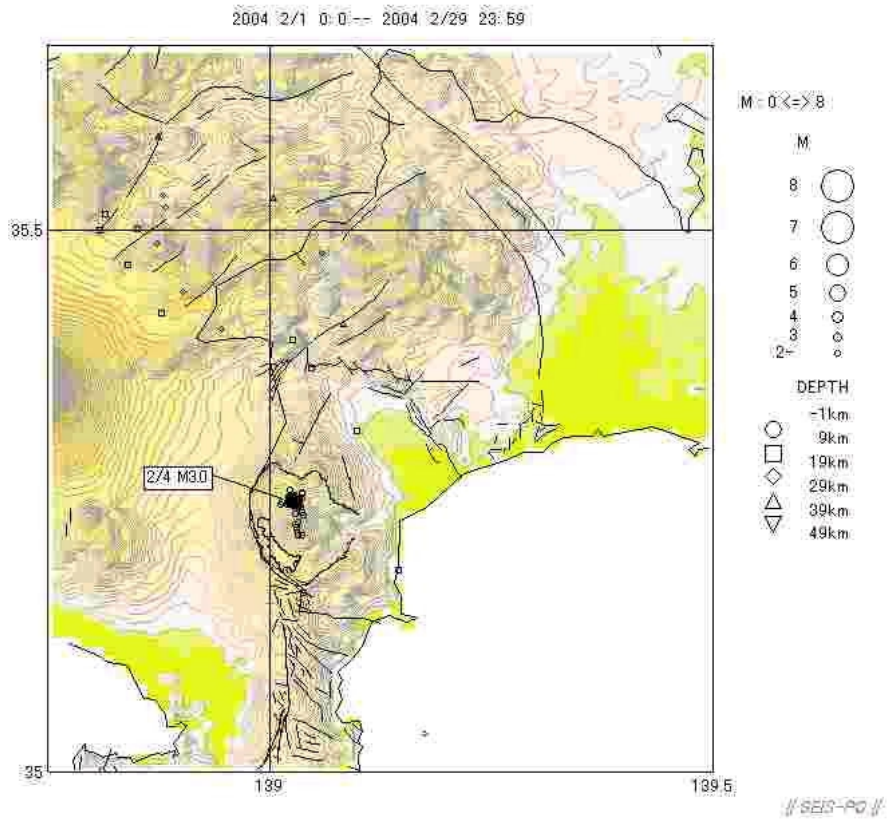 2004 2/1 0:0 -- 2004 2/29 23:59
M : 0 <=> 8
M
8
7
6
5
4
3
2-
DEPTH
-1km
9km
19km
29km
39km
49km
35.5
2/4 M3.0
35
139
139.5
// SEIS-PC //